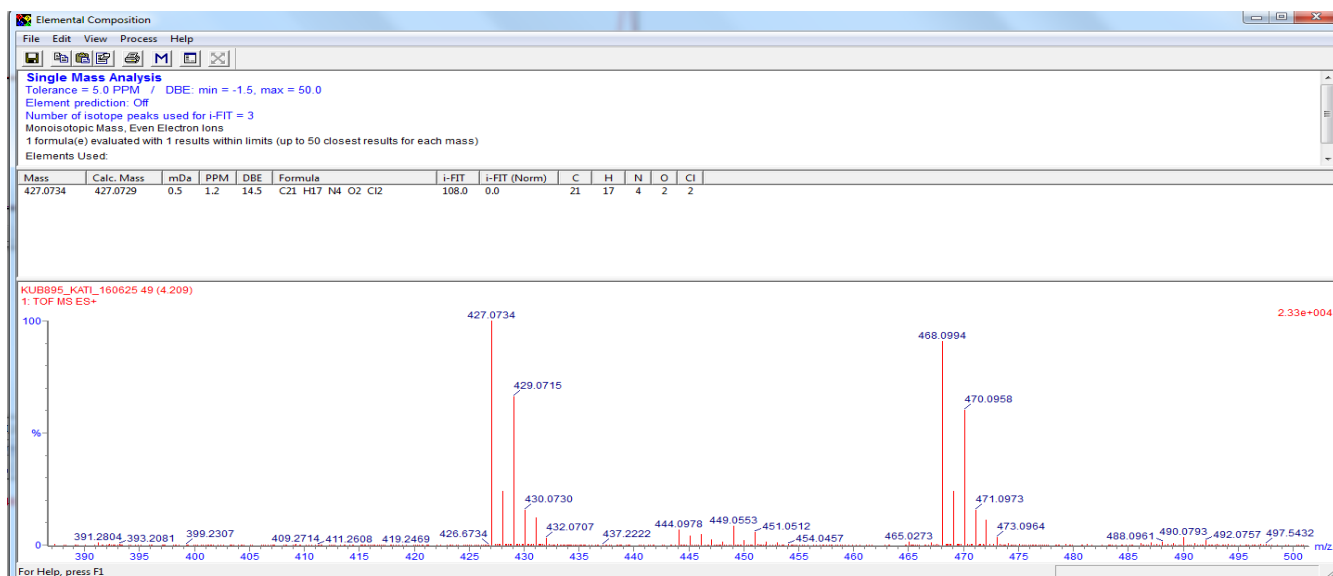 Elemental Composition
File Edit View Process Help
M
Single Mass Analysis
Tolerance = 5.0 PPM / DBE: min = -1.5, max = 50.0
Element prediction: Off
Number of isotope peaks used for i-FIT = 3
Monoisotopic Mass, Even Electron Ions
1 formula(e) evaluated with 1 results within limits (up to 50 closest results for each mass)
Elements Used:
Mass Calc. Mass mDa PPM DBE Formula i-FIT i-FIT (Norm) C H N O Cl
427.0734 427.0729 0.5 1.2 14.5 C21 H17 N4 O2 Cl2 108.0 0.0 21 17 4 2 2
KUB895_KATI_160625 49 (4.209)
1: TOF MS ES+
2.33e+004
100
%
0
427.0734
468.0994
429.0715
470.0958
430.0730
471.0973
391.2804 393.2081 399.2307 409.2714 411.2608 419.2469 426.6734 432.0707 437.2222 444.0978 449.0553 451.0512 454.0457 465.0273 473.0964 488.0961 490.0793 492.0757 497.5432
m/z
390 395 400 405 410 415 420 425 430 435 440 445 450 455 460 465 470 475 480 485 490 495 500
For Help, press F1